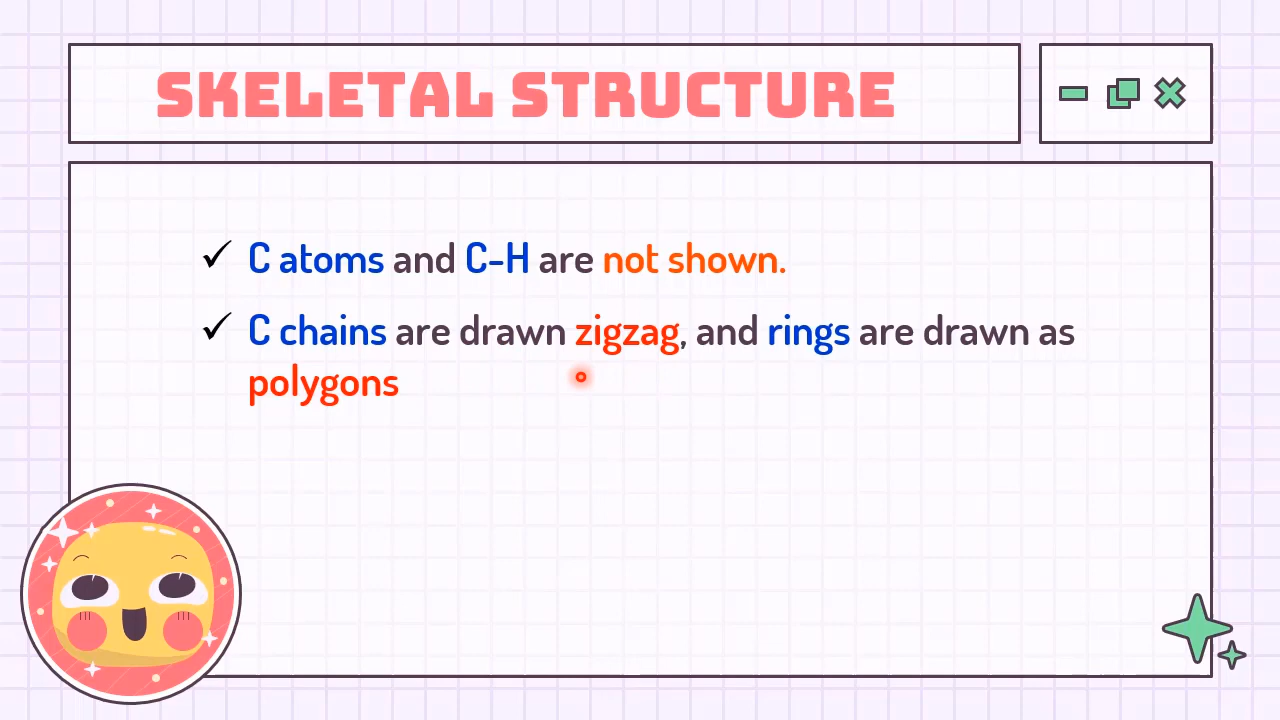 SKELETAL STRUCTURE
✓ C atoms and C-H are not shown.
✓ C chains are drawn zigzag, and rings are drawn as
polygons